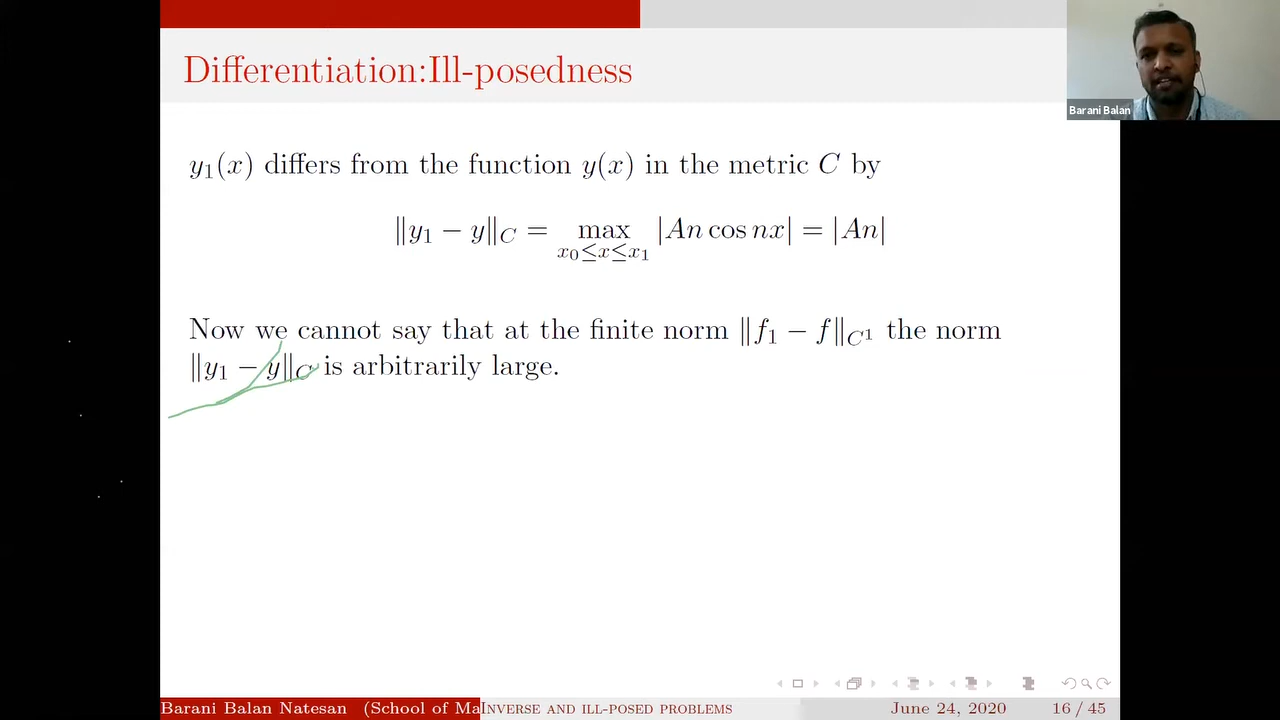 Differentiation:Ill-posedness
Barani Balan
y₁(x) differs from the function y(x) in the metric C by
‖y₁ − y‖_C = max_{x₀≤x≤x₁} |An cos nx| = |An|
Now we cannot say that at the finite norm ‖f₁ − f‖_{C¹} the norm
‖y₁ − y‖_C is arbitrarily large.
Barani Balan Natesan (School of Ma
Inverse and ill-posed problems
June 24, 2020
16 / 45